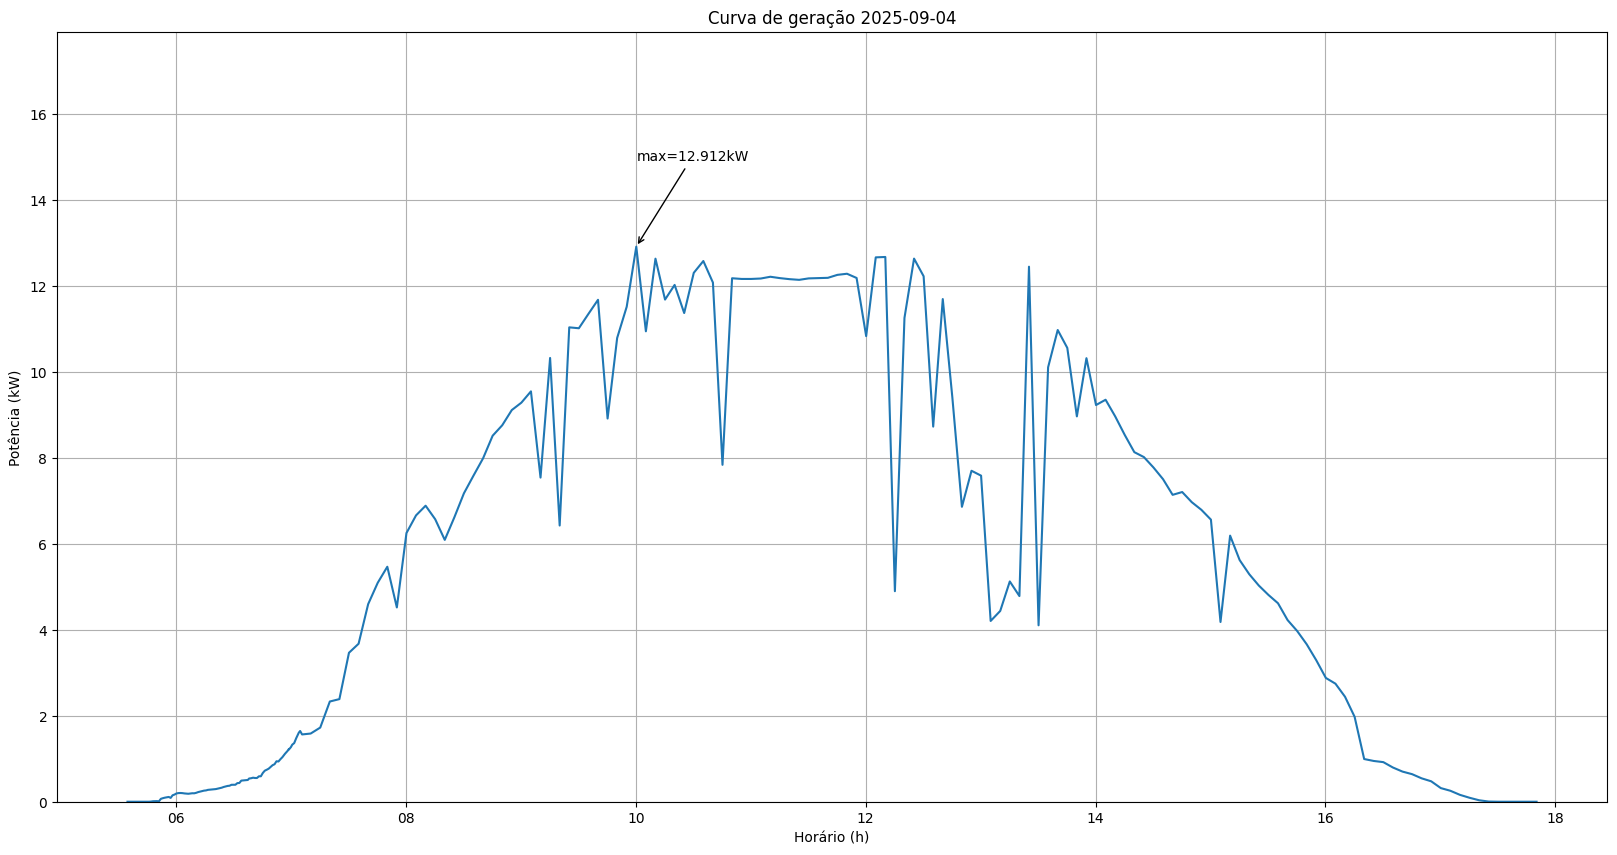 Curva de geração 2025-09-04
16
max=12.912kW
14
12
10
Potência (kW)
8
6
4
2
0
06 08 10 12 14 16 18
Horário (h)